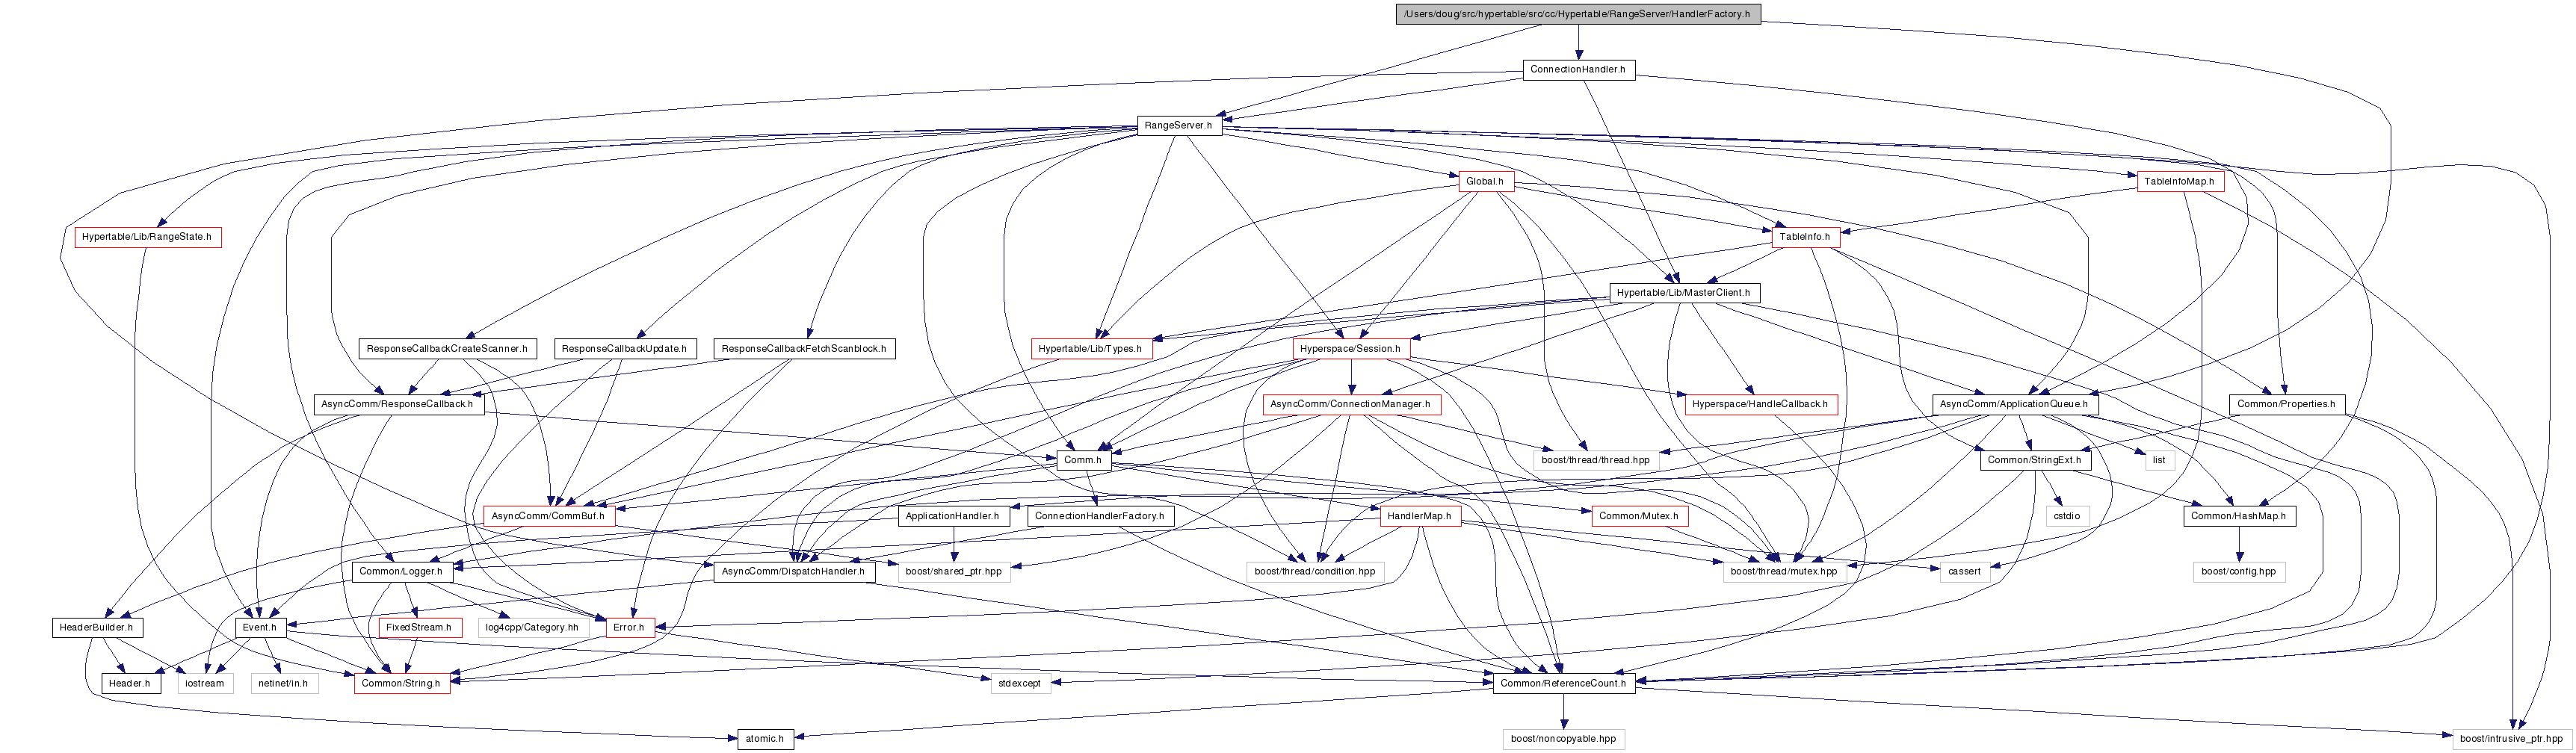 /Users/doug/src/hypertable/src/cc/Hypertable/RangeServer/HandlerFactory.h
ConnectionHandler.h
RangeServer.h
Global.h
TableInfoMap.h
Hypertable/Lib/RangeState.h
TableInfo.h
Hypertable/Lib/MasterClient.h
ResponseCallbackCreateScanner.h
ResponseCallbackUpdate.h
ResponseCallbackFetchScanblock.h
Hypertable/Lib/Types.h
Hyperspace/Session.h
AsyncComm/ResponseCallback.h
AsyncComm/ConnectionManager.h
Hyperspace/HandleCallback.h
AsyncComm/ApplicationQueue.h
Common/Properties.h
Comm.h
boost/thread/thread.hpp
Common/StringExt.h
list
AsyncComm/CommBuf.h
ApplicationHandler.h
ConnectionHandlerFactory.h
HandlerMap.h
Common/Mutex.h
cstdio
Common/HashMap.h
Common/Logger.h
AsyncComm/DispatchHandler.h
boost/shared_ptr.hpp
boost/thread/condition.hpp
boost/thread/mutex.hpp
cassert
boost/config.hpp
HeaderBuilder.h
Event.h
FixedStream.h
log4cpp/Category.hh
Error.h
Header.h
iostream
netinet/in.h
Common/String.h
stdexcept
Common/ReferenceCount.h
atomic.h
boost/noncopyable.hpp
boost/intrusive_ptr.hpp